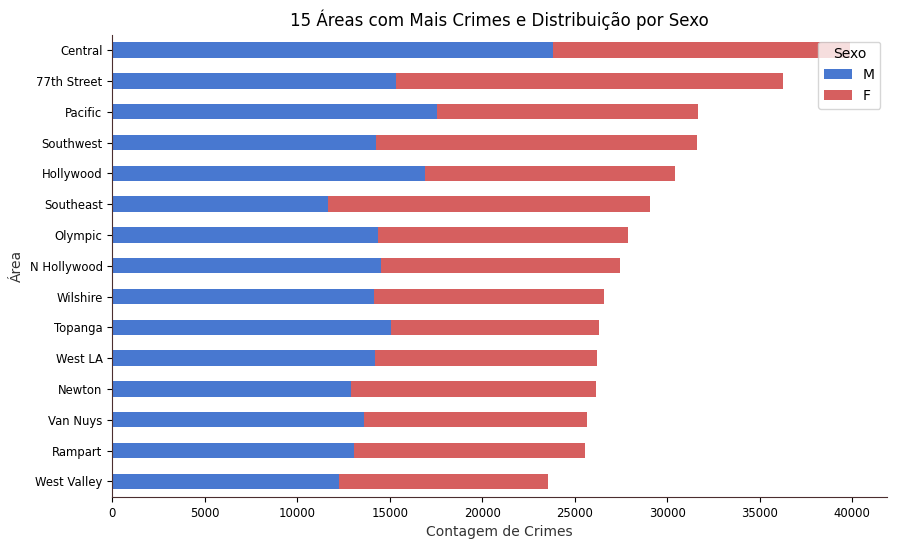 15 Áreas com Mais Crimes e Distribuição por Sexo
Central
77th Street
Pacific
Southwest
Hollywood
Southeast
Olympic
N Hollywood
Wilshire
Topanga
West LA
Newton
Van Nuys
Rampart
West Valley
Área
Sexo
M
F
0 5000 10000 15000 20000 25000 30000 35000 40000
Contagem de Crimes